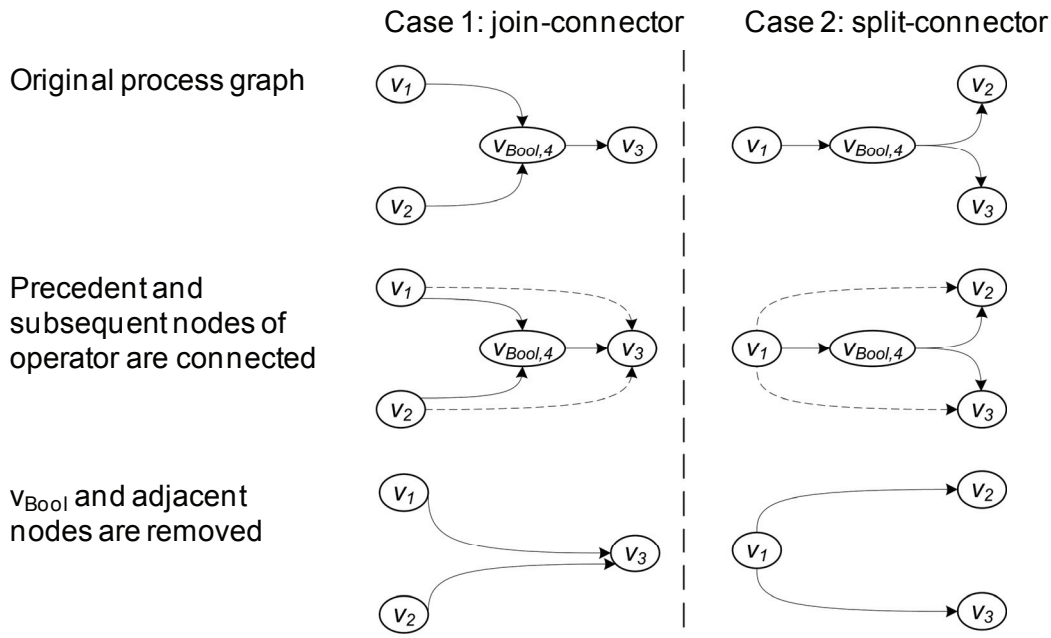 Case 1: join-connector
Case 2: split-connector
Original process graph
v1
vBool,4
v3
v2
v1
vBool,4
v2
v3
Precedent and
subsequent nodes of
operator are connected
v1
vBool,4
v3
v2
v1
vBool,4
v2
v3
vBool and adjacent
nodes are removed
v1
v3
v2
v2
v1
v3